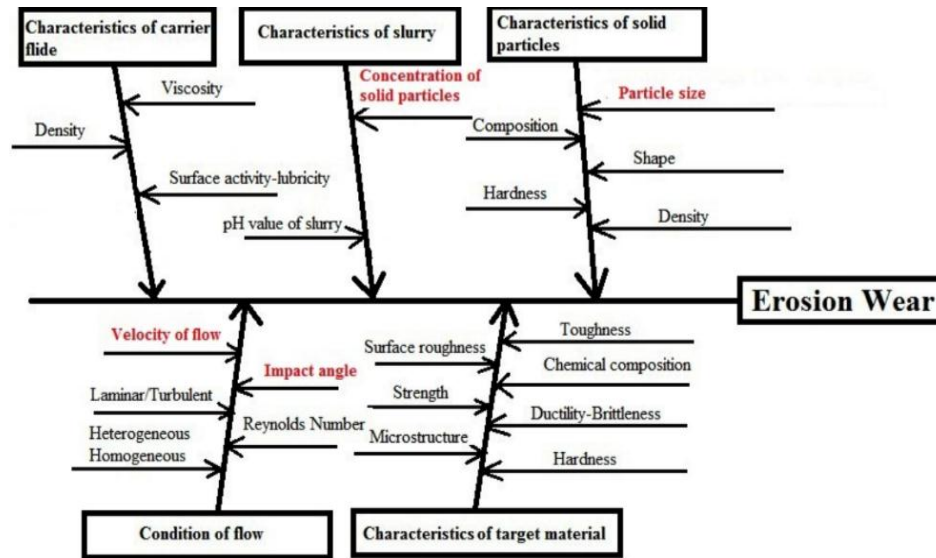 Characteristics of carrier
flide
Characteristics of slurry
Characteristics of solid
particles
Viscosity
Density
Surface activity-lubricity
Concentration of
solid particles
pH value of slurry
Particle size
Composition
Shape
Hardness
Density
Erosion Wear
Velocity of flow
Impact angle
Laminar/Turbulent
Reynolds Number
Heterogeneous
Homogeneous
Toughness
Surface roughness
Chemical composition
Strength
Ductility-Brittleness
Microstructure
Hardness
Condition of flow
Characteristics of target material